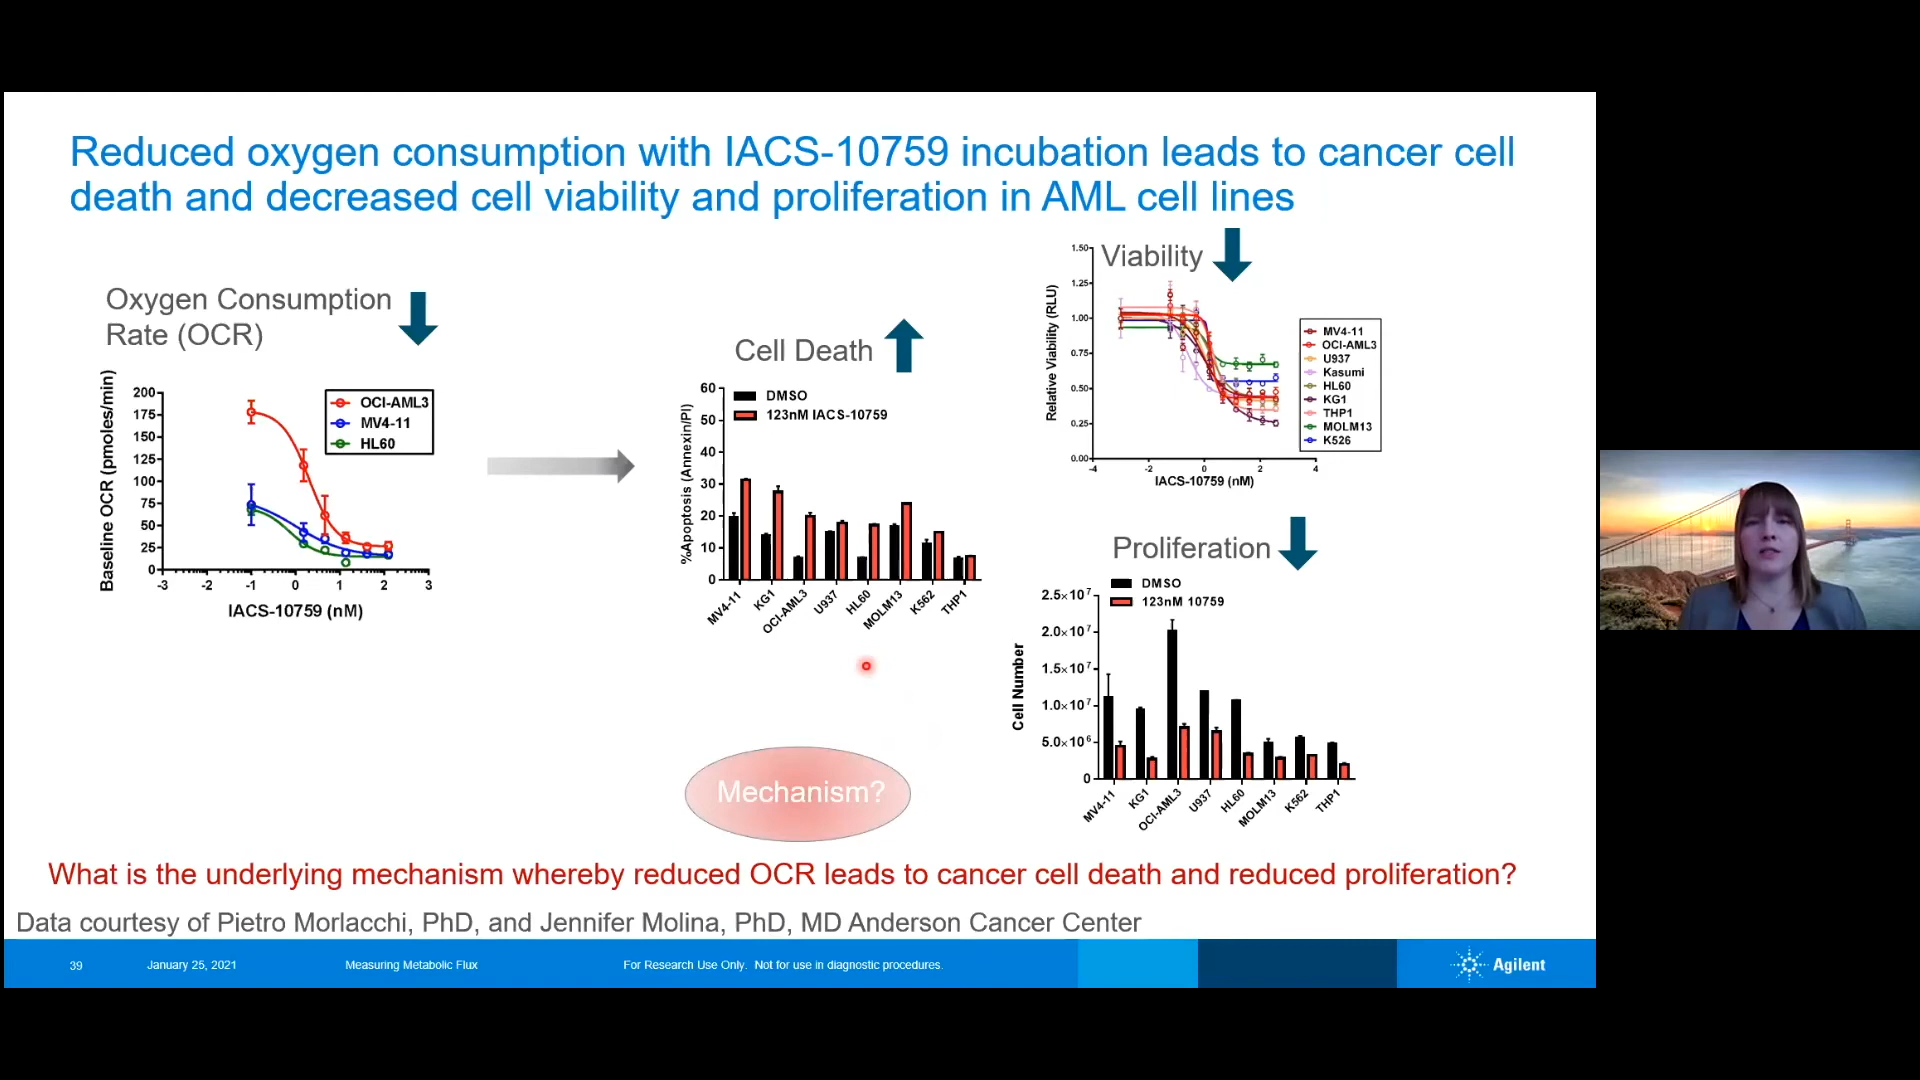 Reduced oxygen consumption with IACS-10759 incubation leads to cancer cell
death and decreased cell viability and proliferation in AML cell lines
Oxygen Consumption
Rate (OCR)
Baseline OCR (pmoles/min)
200
175
150
125
100
75
50
25
0
-3 -2 -1 0 1 2 3
IACS-10759 (nM)
OCI-AML3
MV4-11
HL60
Cell Death
%Apoptosis (Annexin/PI)
60
50
40
30
20
10
0
DMSO
123nM IACS-10759
MV4-11 KG1 OCI-AML3 U937 HL60 MOLM13 K562 THP1
Viability
Relative Viability (RLU)
1.50
1.25
1.00
0.75
0.50
0.25
0.00
-4 -2 0 2 4
IACS-10759 (nM)
MV4-11
OCI-AML3
U937
Kasumi
HL60
KG1
THP1
MOLM13
K526
Proliferation
DMSO
123nM 10759
Cell Number
2.5×10⁷
2.0×10⁷
1.5×10⁷
1.0×10⁷
5.0×10⁶
0
MV4-11 KG1 OCI-AML3 U937 HL60 MOLM13 K562 THP1
Mechanism?
What is the underlying mechanism whereby reduced OCR leads to cancer cell death and reduced proliferation?
Data courtesy of Pietro Morlacchi, PhD, and Jennifer Molina, PhD, MD Anderson Cancer Center
39 January 25, 2021 Measuring Metabolic Flux For Research Use Only. Not for use in diagnostic procedures. Agilent